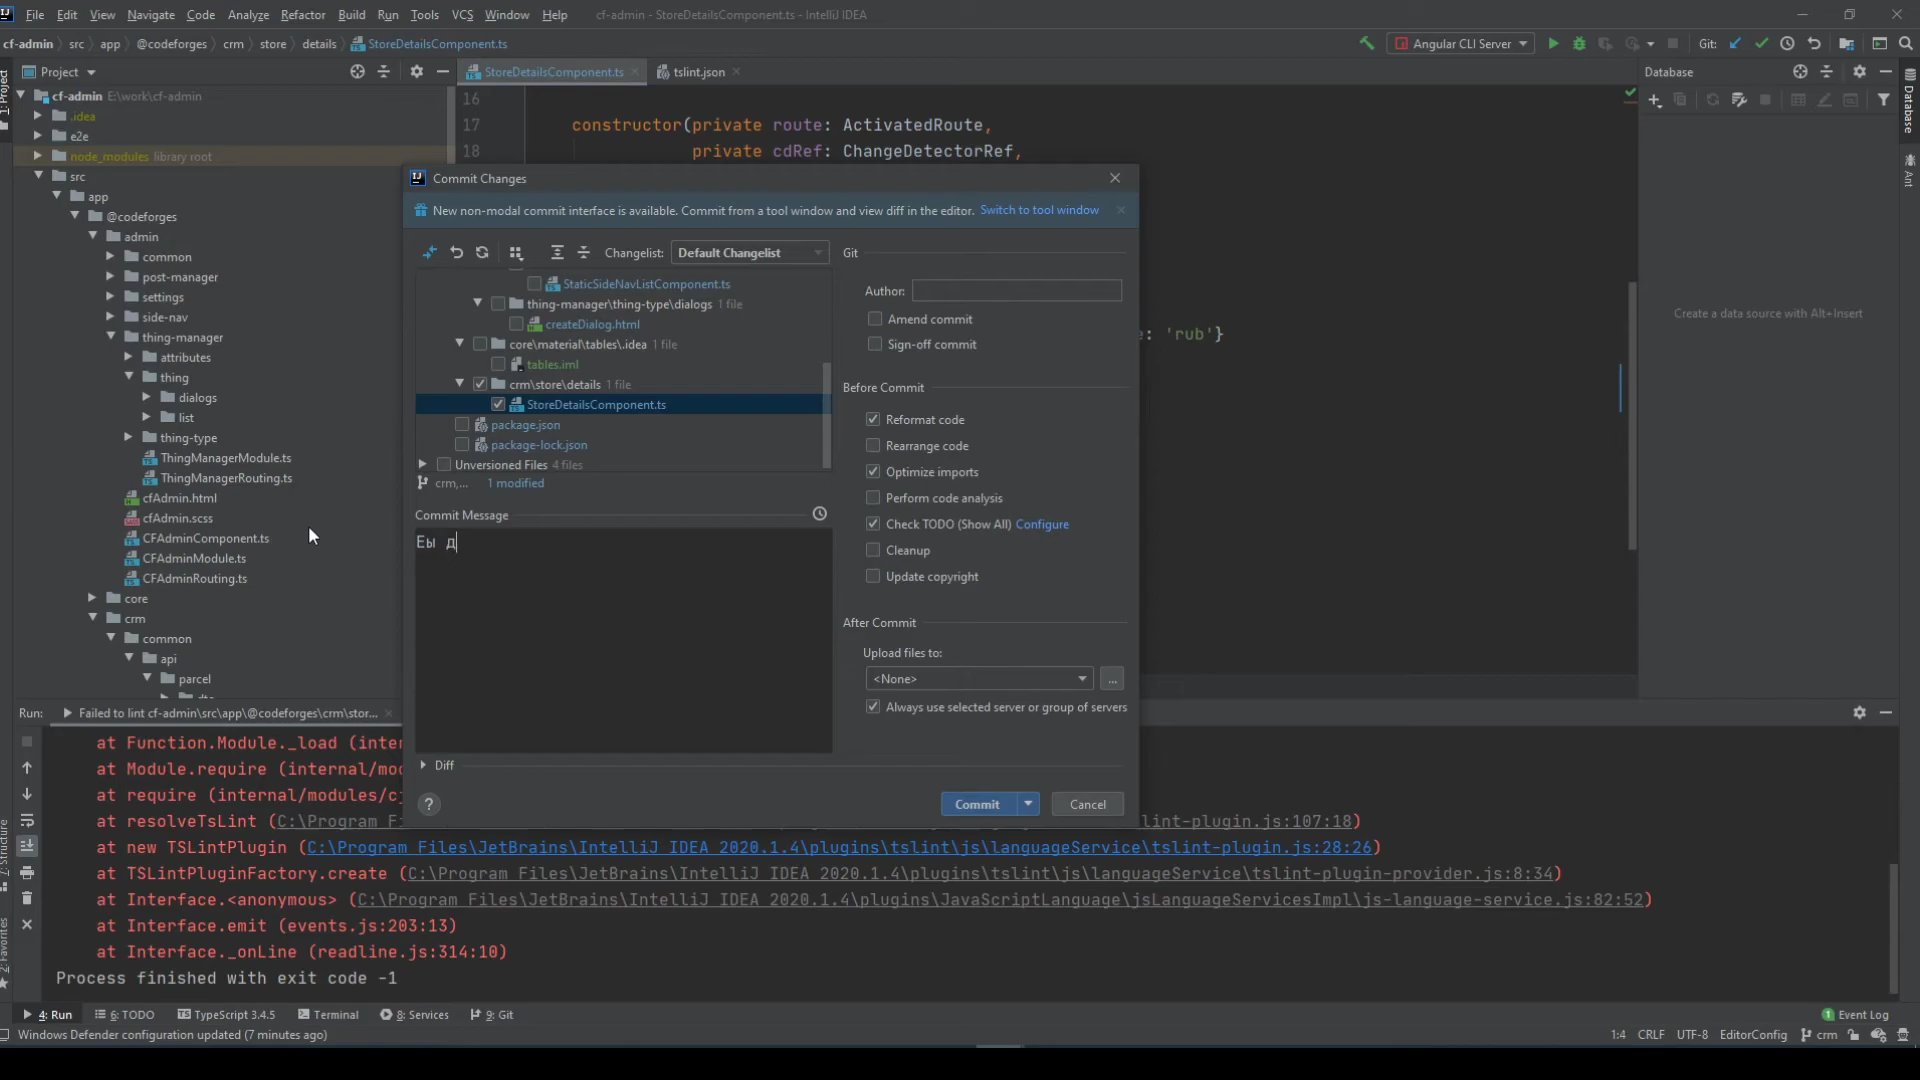 File Edit View Navigate Code Analyze Refactor Build Run Tools VCS Window Help cf-admin - StoreDetailsComponent.ts - IntelliJ IDEA
cf-admin src app @codeforges crm store details StoreDetailsComponent.ts Angular CLI Server Git:
Project StoreDetailsComponent.ts tslint.json Database
1: Project
cf-admin E:\work\cf-admin
.idea
e2e
node_modules library root
src
app
@codeforges
admin
common
post-manager
settings
side-nav
thing-manager
attributes
thing
dialogs
list
thing-type
ThingManagerModule.ts
ThingManagerRouting.ts
cfAdmin.html
cfAdmin.scss
CFAdminComponent.ts
CFAdminModule.ts
CFAdminRouting.ts
core
crm
common
api
parcel
16
17 constructor(private route: ActivatedRoute,
18 private cdRef: ChangeDetectorRef,
: 'rub'}
Commit Changes
New non-modal commit interface is available. Commit from a tool window and view diff in the editor. Switch to tool window
Changelist: Default Changelist
StaticSideNavListComponent.ts
thing-manager\thing-type\dialogs 1 file
createDialog.html
core\material\tables\.idea 1 file
tables.iml
crm\store\details 1 file
StoreDetailsComponent.ts
package.json
package-lock.json
Unversioned Files 4 files
crm,... 1 modified
Commit Message
Еы д
Diff
Git
Author:
Amend commit
Sign-off commit
Before Commit
Reformat code
Rearrange code
Optimize imports
Perform code analysis
Check TODO (Show All) Configure
Cleanup
Update copyright
After Commit
Upload files to:
<None>
...
Always use selected server or group of servers
?
Commit Cancel
Create a data source with Alt+Insert
Database
Ant
Run: Failed to lint cf-admin\src\app\@codeforges\crm\stor...
at Function.Module._load (inter
at Module.require (internal/mod
at require (internal/modules/cj
at resolveTsLint (C:\Program Fi lint-plugin.js:107:18)
at new TSLintPlugin (C:\Program Files\JetBrains\IntelliJ IDEA 2020.1.4\plugins\tslint\js\languageService\tslint-plugin.js:28:26)
at TSLintPluginFactory.create (C:\Program Files\JetBrains\IntelliJ IDEA 2020.1.4\plugins\tslint\js\languageService\tslint-plugin-provider.js:8:34)
at Interface.<anonymous> (C:\Program Files\JetBrains\IntelliJ IDEA 2020.1.4\plugins\JavaScriptLanguage\jsLanguageServicesImpl\js-language-service.js:82:52)
at Interface.emit (events.js:203:13)
at Interface._onLine (readline.js:314:10)
Process finished with exit code -1
7: Structure
2: Favorites
4: Run 6: TODO TypeScript 3.4.5 Terminal 8: Services 9: Git 1 Event Log
Windows Defender configuration updated (7 minutes ago) 1:4 CRLF UTF-8 EditorConfig crm